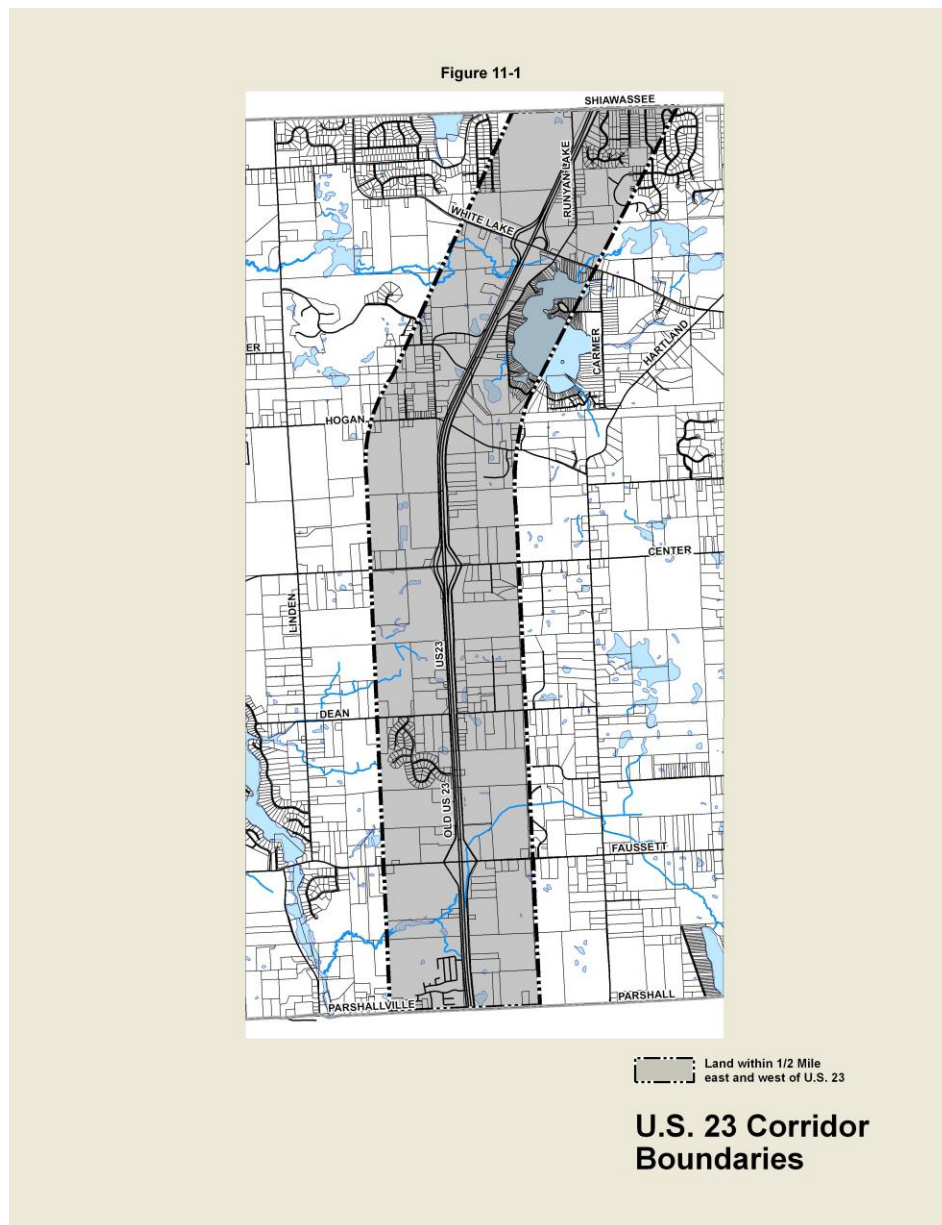 Figure 11-1
SHIAWASSEE
RUNYAN LAKE
WHITE LAKE
HARTLAND
CARMER
ER
HOGAN
CENTER
LINDEN
US23
DEAN
OLD US 23
FAUSSETT
PARSHALL
PARSHALLVILLE
Land within 1/2 Mile
east and west of U.S. 23
U.S. 23 Corridor
Boundaries